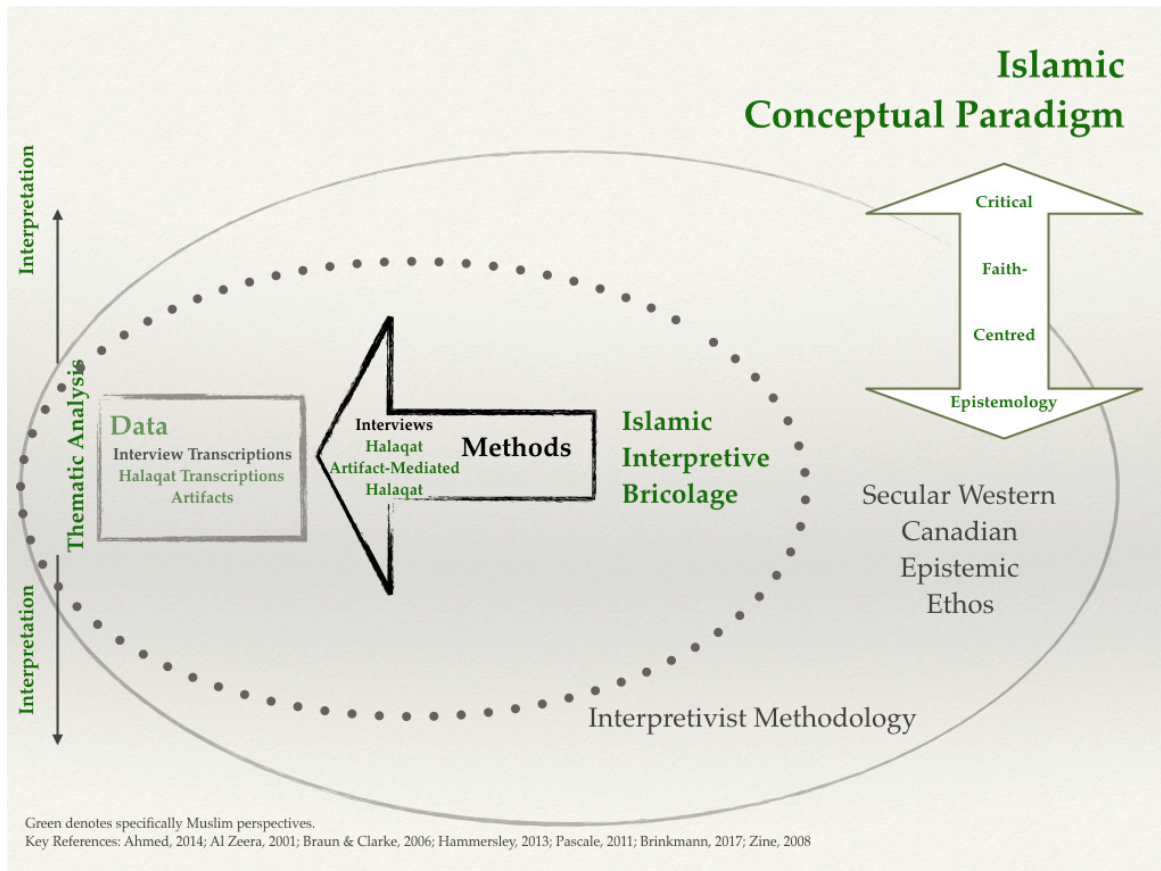 Islamic
Conceptual Paradigm
Critical
Faith-
Centred
Epistemology
Interpretation
Thematic Analysis
Interpretation
Data
Interview Transcriptions
Halaqat Transcriptions
Artifacts
Interviews
Halaqat
Artifact-Mediated
Halaqat
Methods
Islamic
Interpretive
Bricolage
Secular Western
Canadian
Epistemic
Ethos
Interpretivist Methodology
Green denotes specifically Muslim perspectives.
Key References: Ahmed, 2014; Al Zeera, 2001; Braun & Clarke, 2006; Hammersley, 2013; Pascale, 2011; Brinkmann, 2017; Zine, 2008